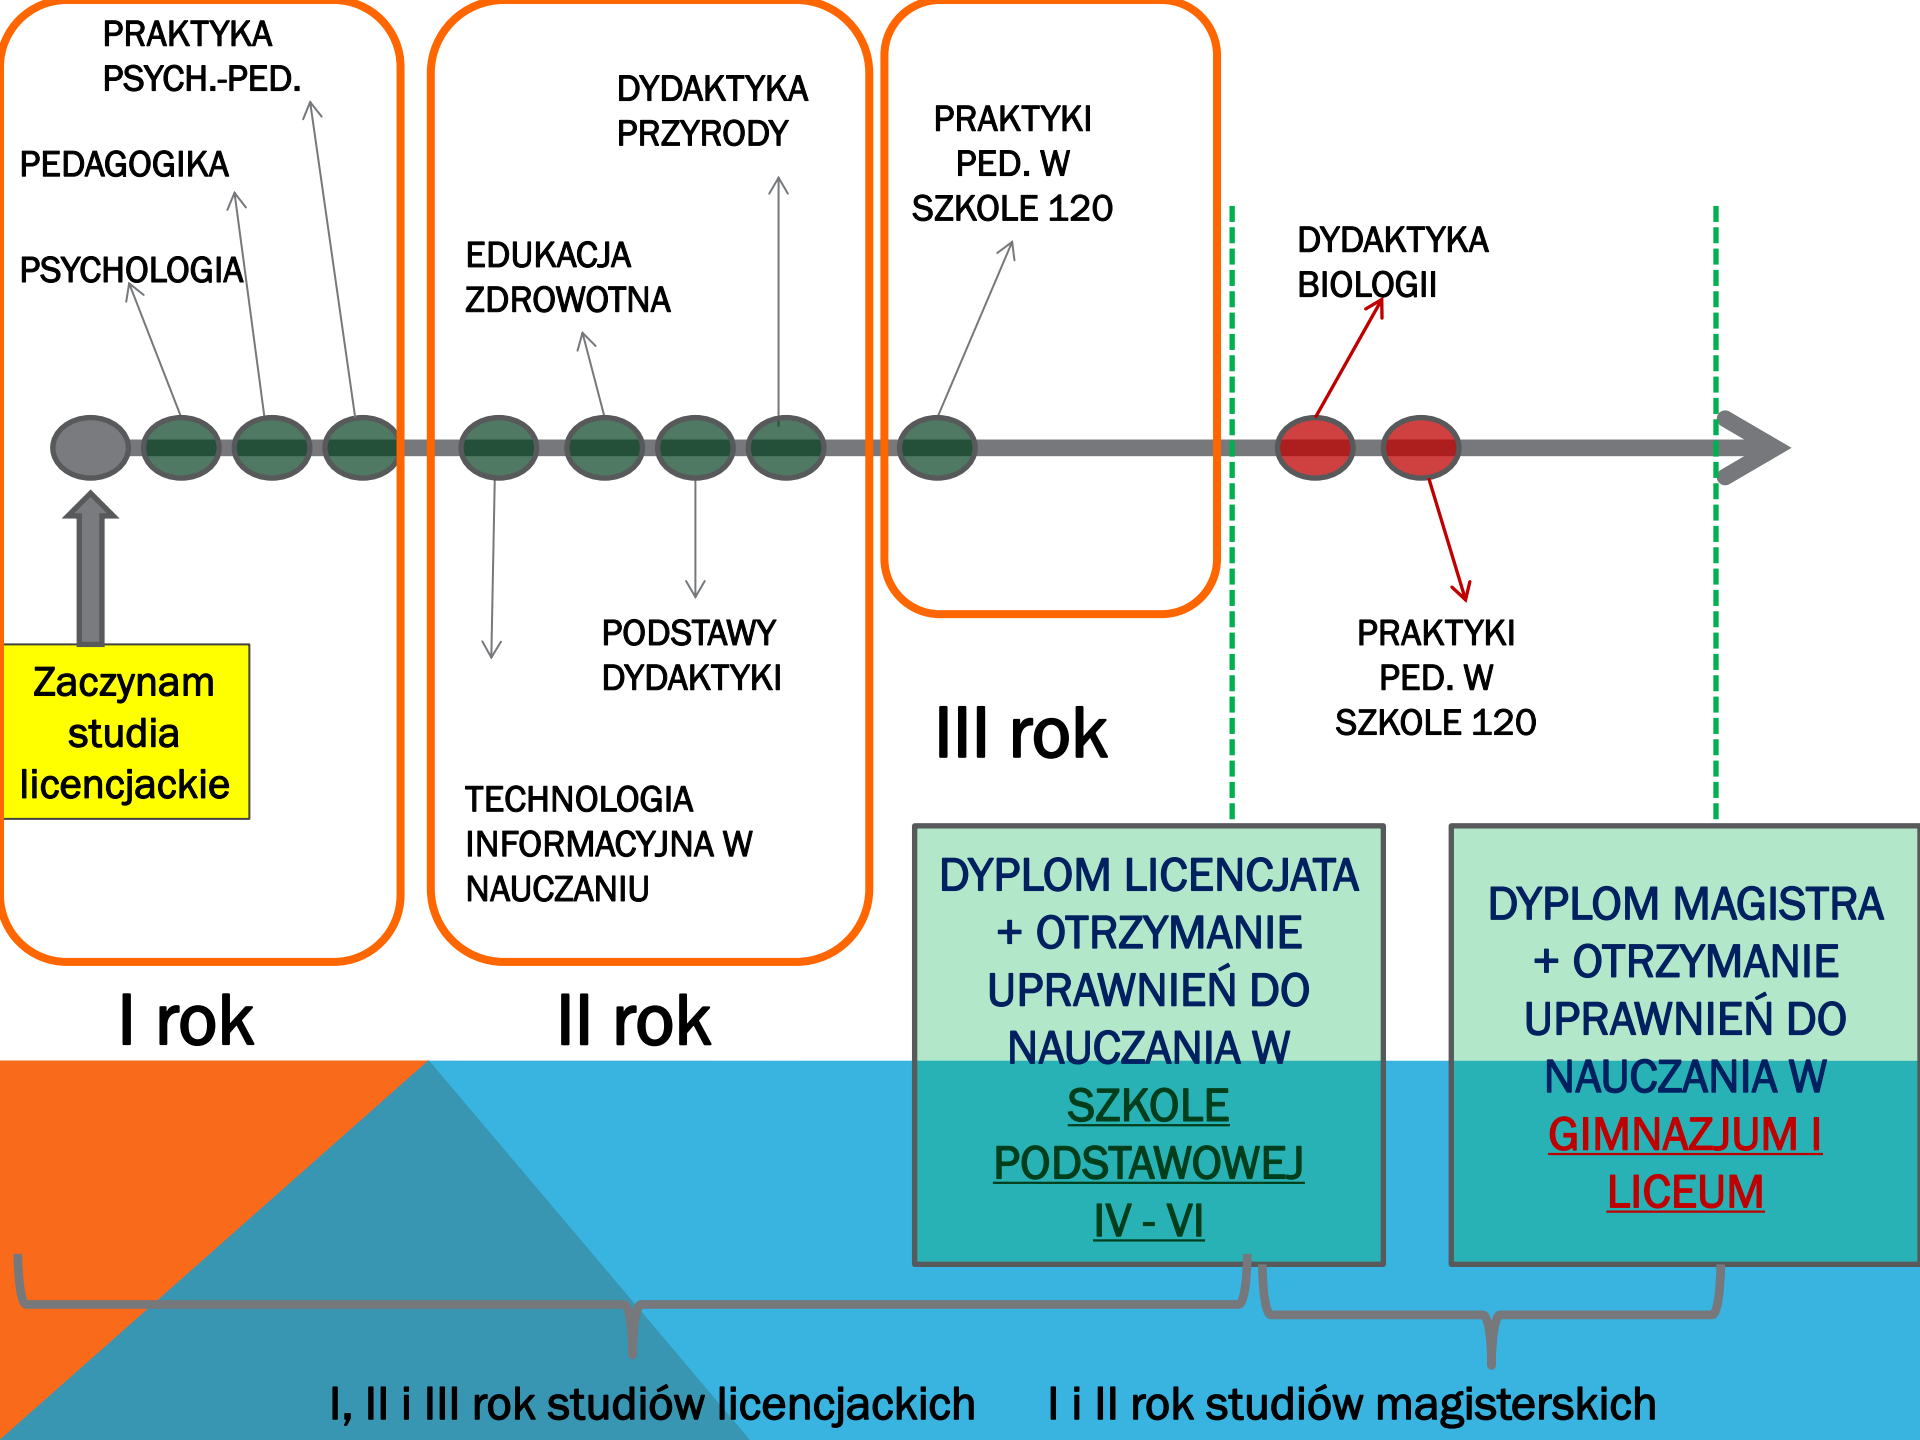 PRAKTYKA
PSYCH.-PED.
PEDAGOGIKA
PSYCHOLOGIA
Zaczynam
studia
licencjackie
I rok
DYDAKTYKA
PRZYRODY
EDUKACJA
ZDROWOTNA
PODSTAWY
DYDAKTYKI
TECHNOLOGIA
INFORMACYJNA W
NAUCZANIU
II rok
PRAKTYKI
PED. W
SZKOLE 120
III rok
DYDAKTYKA
BIOLOGII
PRAKTYKI
PED. W
SZKOLE 120
DYPLOM LICENCJATA
+ OTRZYMANIE
UPRAWNIEŃ DO
NAUCZANIA W
SZKOLE
PODSTAWOWEJ
IV - VI
DYPLOM MAGISTRA
+ OTRZYMANIE
UPRAWNIEŃ DO
NAUCZANIA W
GIMNAZJUM I
LICEUM
I, II i III rok studiów licencjackich
I i II rok studiów magisterskich